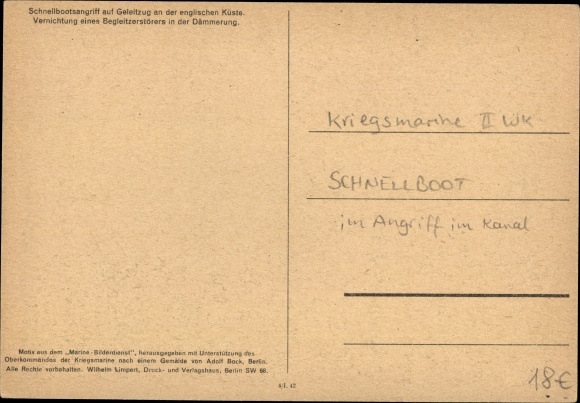 Schnellbootsangriff auf Geleitzug an der englischen Küste.
Vernichtung eines Begleitzerstörers in der Dämmerung.
Kriegsmarine II WK
SCHNELLBOOT
im Angriff im Kanal
Motiv aus dem „Marine-Bilderdienst", herausgegeben mit Unterstützung des
Oberkommandos der Kriegsmarine nach einem Gemälde von Adolf Bock, Berlin.
Alle Rechte vorbehalten. Wilhelm Limpert, Druck- und Verlagshaus, Berlin SW 68.
42
18€